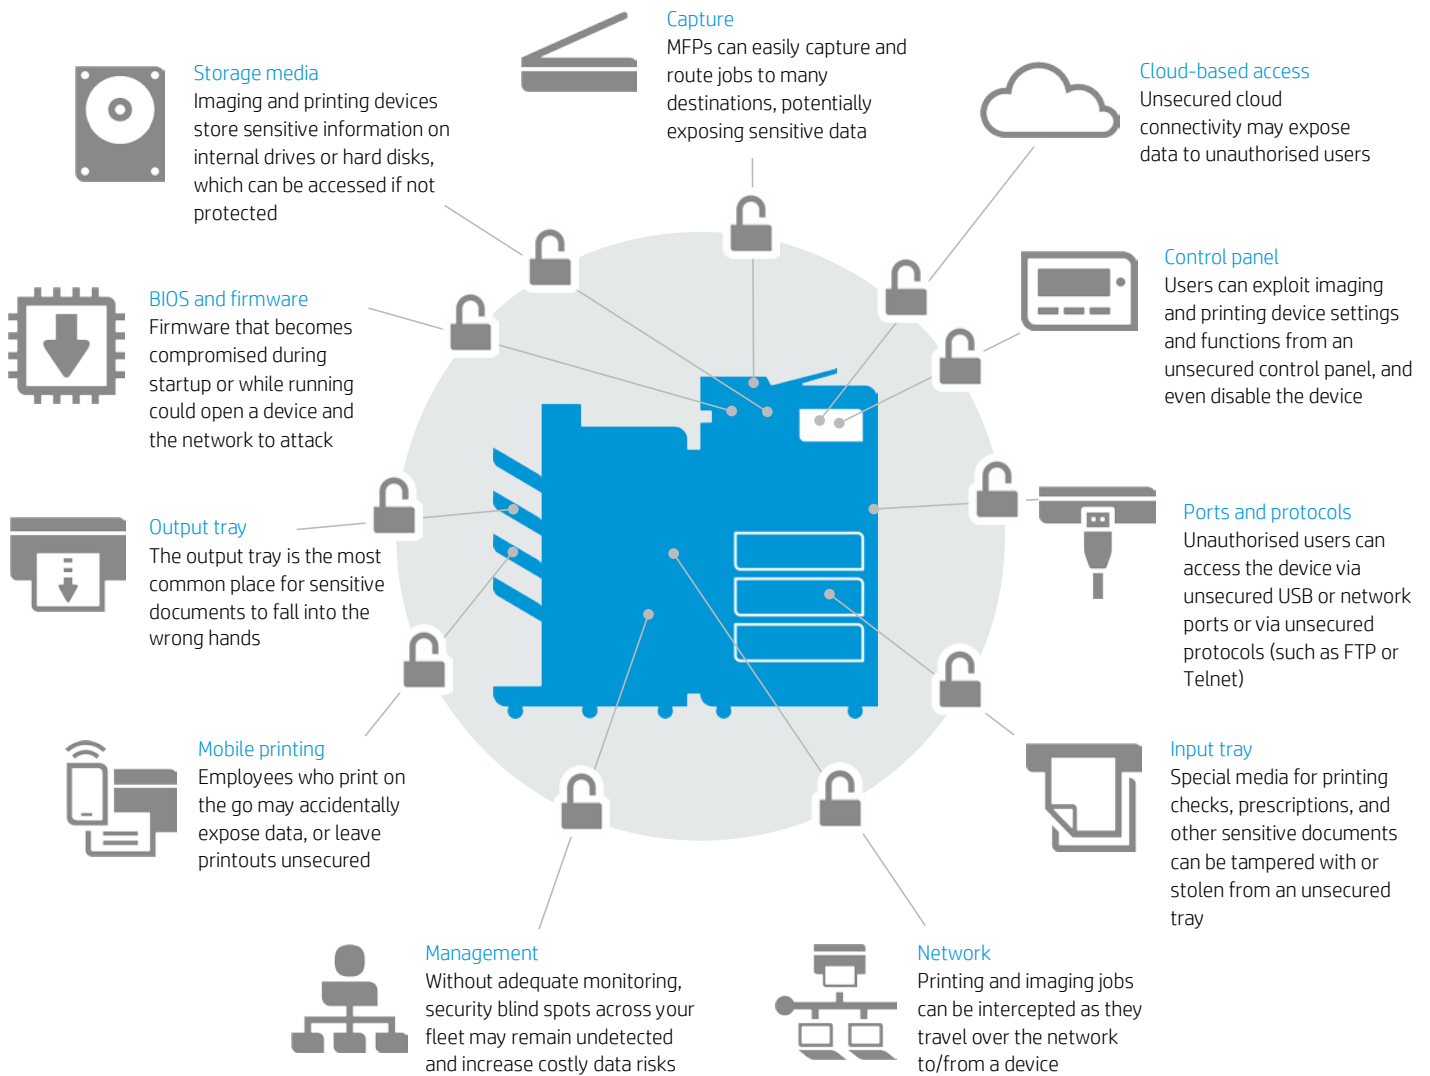 Capture
MFPs can easily capture and
route jobs to many
destinations, potentially
exposing sensitive data
Storage media
Imaging and printing devices
store sensitive information on
internal drives or hard disks,
which can be accessed if not
protected
Cloud-based access
Unsecured cloud
connectivity may expose
data to unauthorised users
Control panel
Users can exploit imaging
and printing device settings
and functions from an
unsecured control panel, and
even disable the device
BIOS and firmware
Firmware that becomes
compromised during
startup or while running
could open a device and
the network to attack
Ports and protocols
Unauthorised users can
access the device via
unsecured USB or network
ports or via unsecured
protocols (such as FTP or
Telnet)
Output tray
The output tray is the most
common place for sensitive
documents to fall into the
wrong hands
Mobile printing
Employees who print on
the go may accidentally
expose data, or leave
printouts unsecured
Input tray
Special media for printing
checks, prescriptions, and
other sensitive documents
can be tampered with or
stolen from an unsecured
tray
Management
Without adequate monitoring,
security blind spots across your
fleet may remain undetected
and increase costly data risks
Network
Printing and imaging jobs
can be intercepted as they
travel over the network
to/from a device